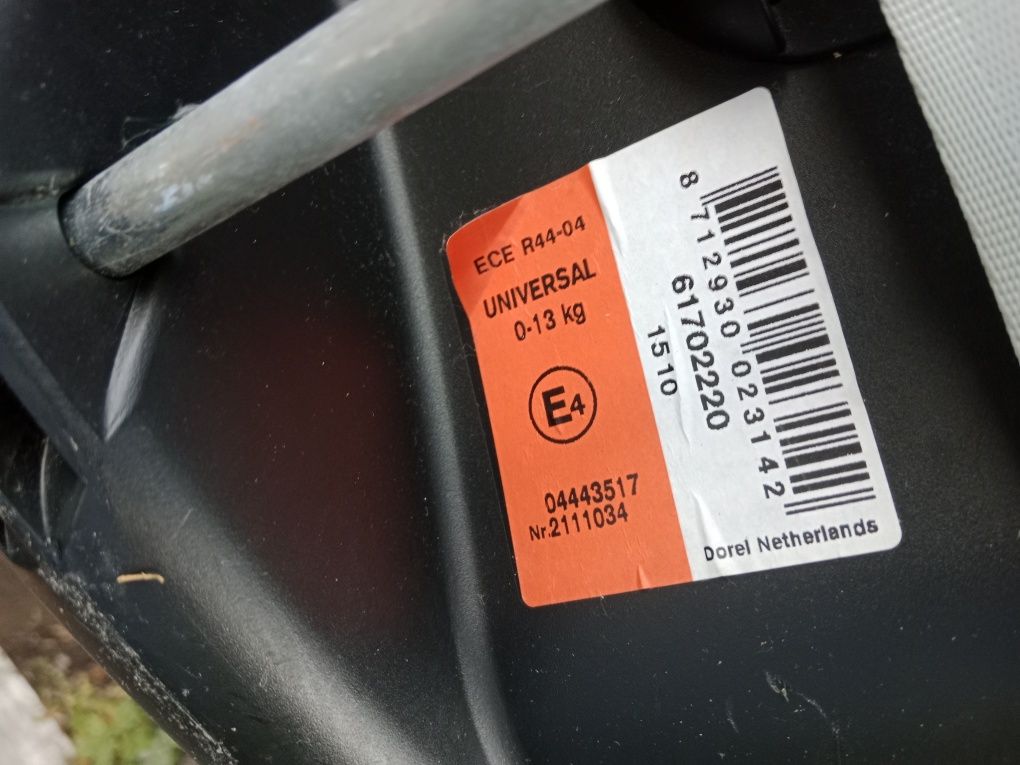 ECE R44-04
UNIVERSAL
0-13 kg
E4
04443517
Nr.2111034
8 712930 023142
61702220
1510
Dorel Netherlands